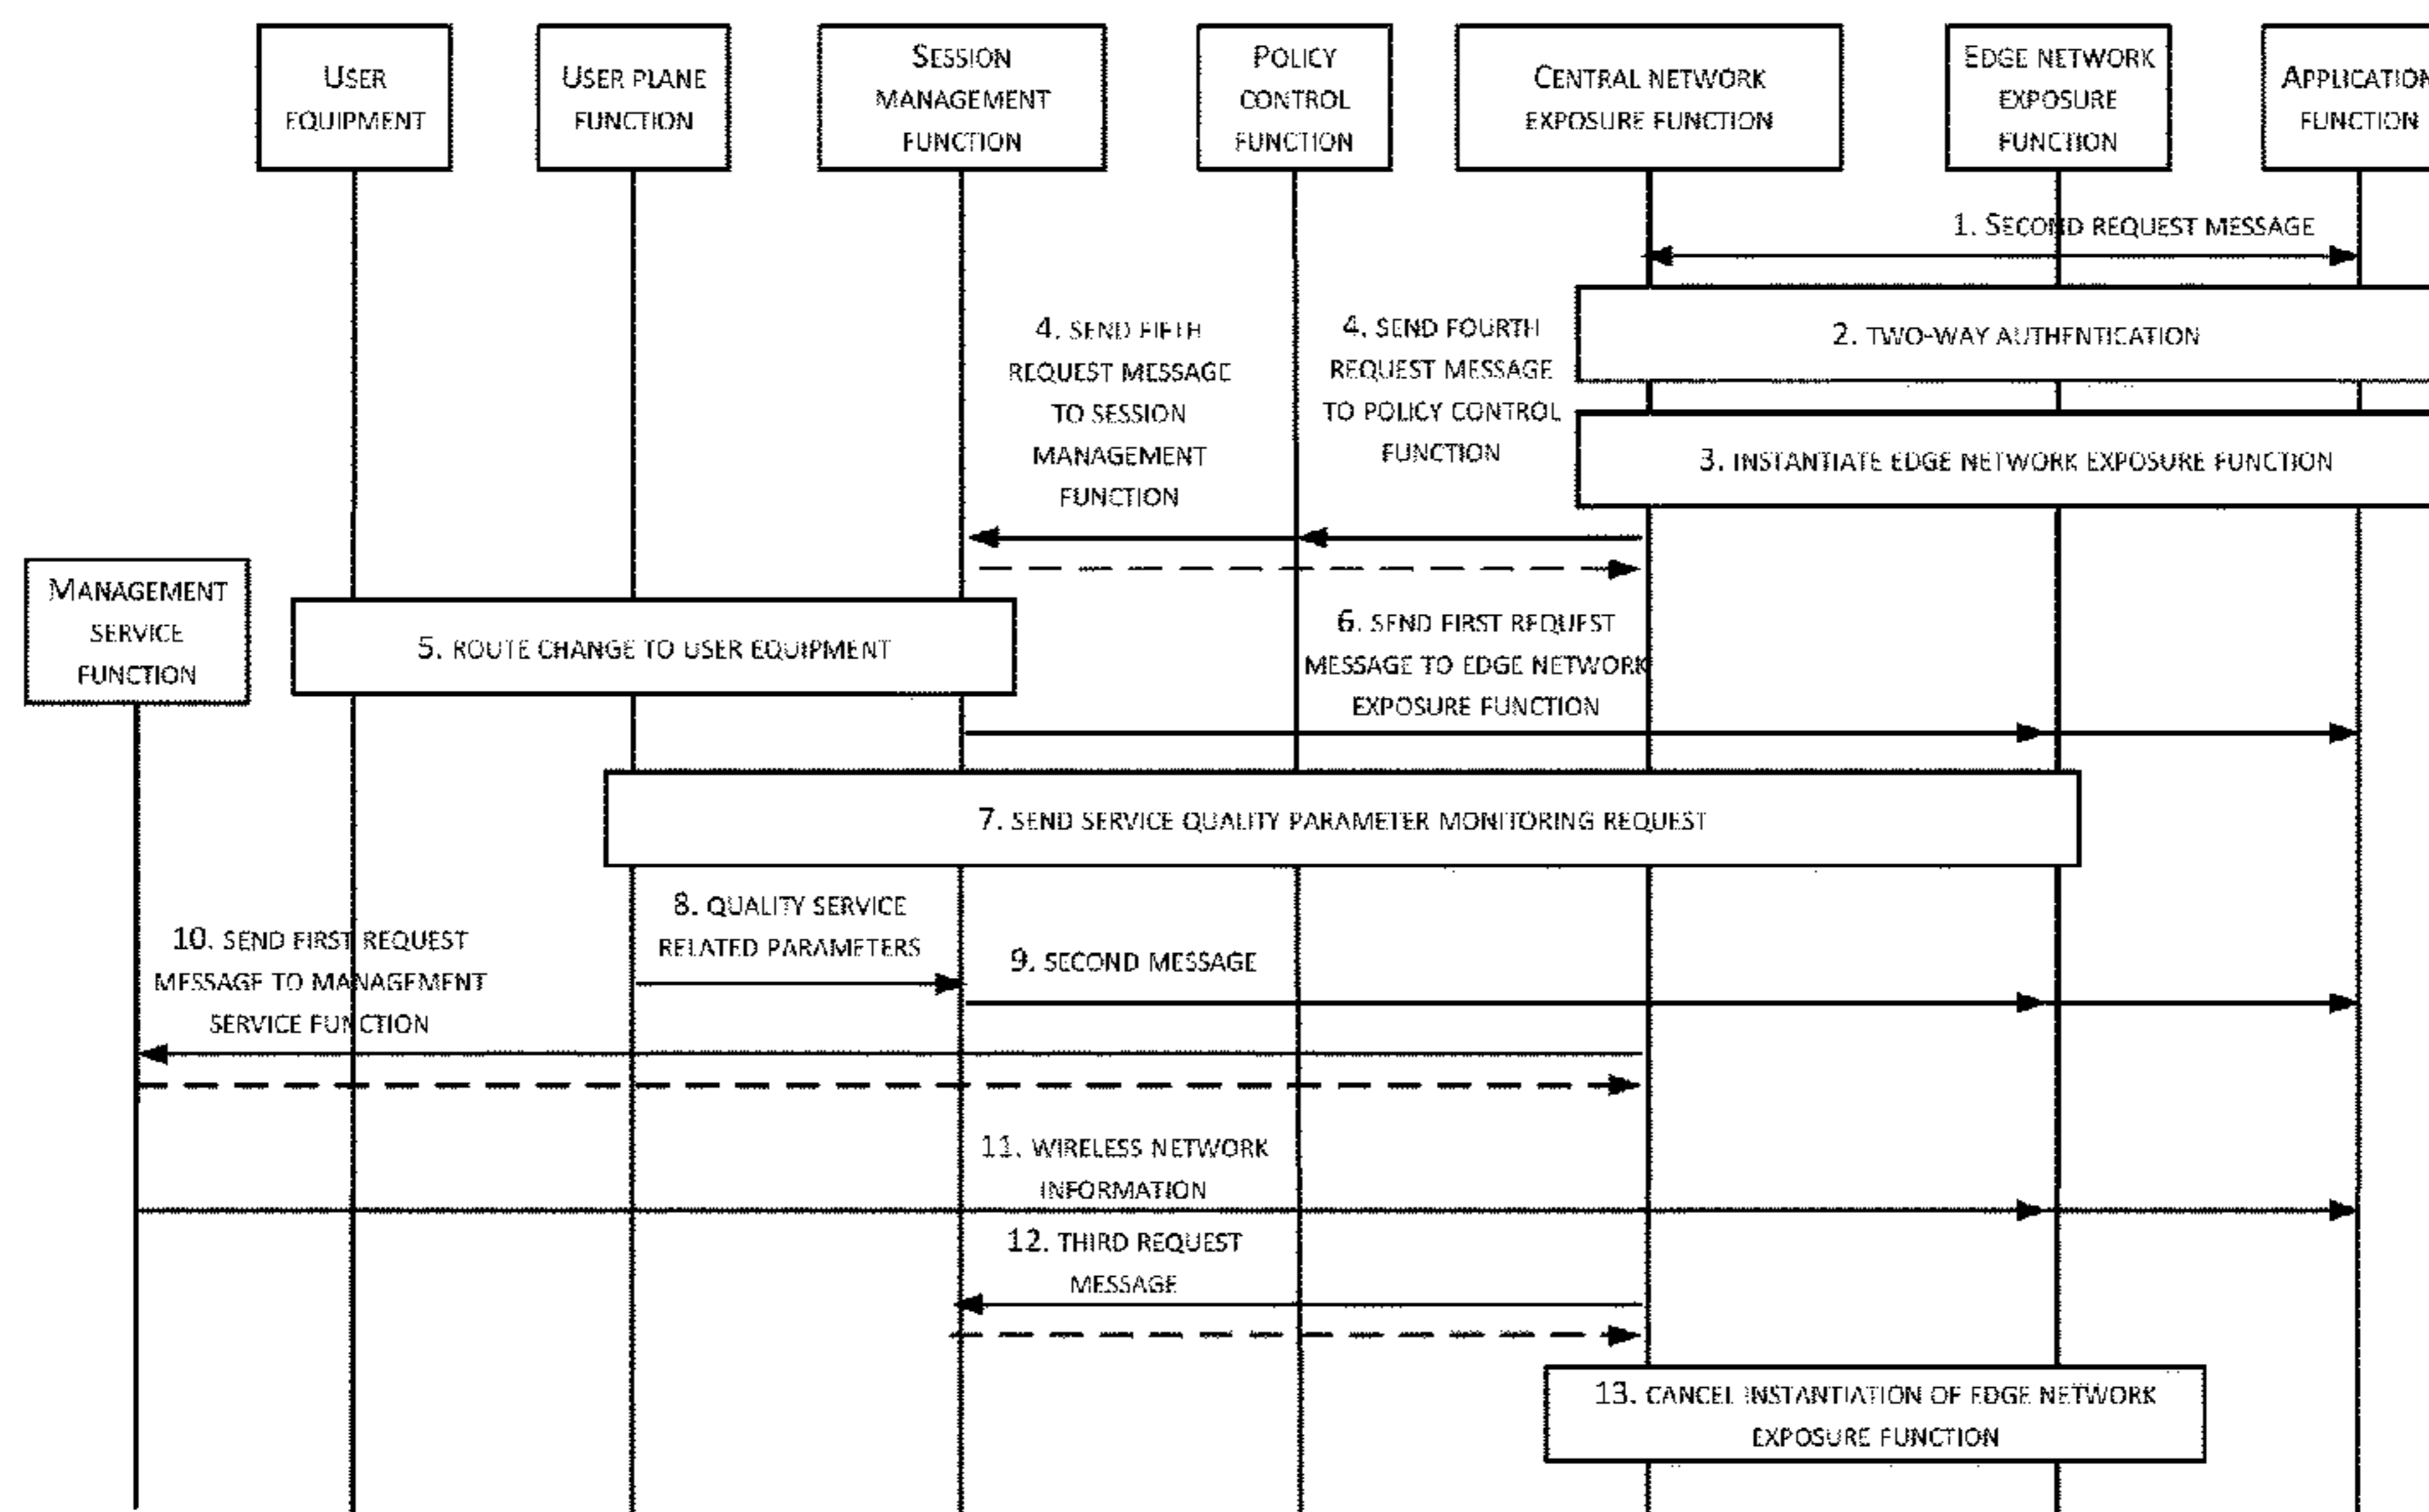 User
equipment
User plane
function
Session
management
function
Policy
control
function
Central network
exposure function
Edge network
exposure
function
Application
function
1. Second request message
2. two-way authentication
4. send fifth
request message
to session
management
function
4. send fourth
request message
to policy control
function
3. instantiate edge network exposure function
Management
service
function
5. route change to user equipment
6. send first request
message to edge network
exposure function
7. send service quality parameter monitoring request
8. quality service
related parameters
9. second message
10. send first request
message to management
service function
11. wireless network
information
12. third request
message
13. cancel instantiation of edge network
exposure function